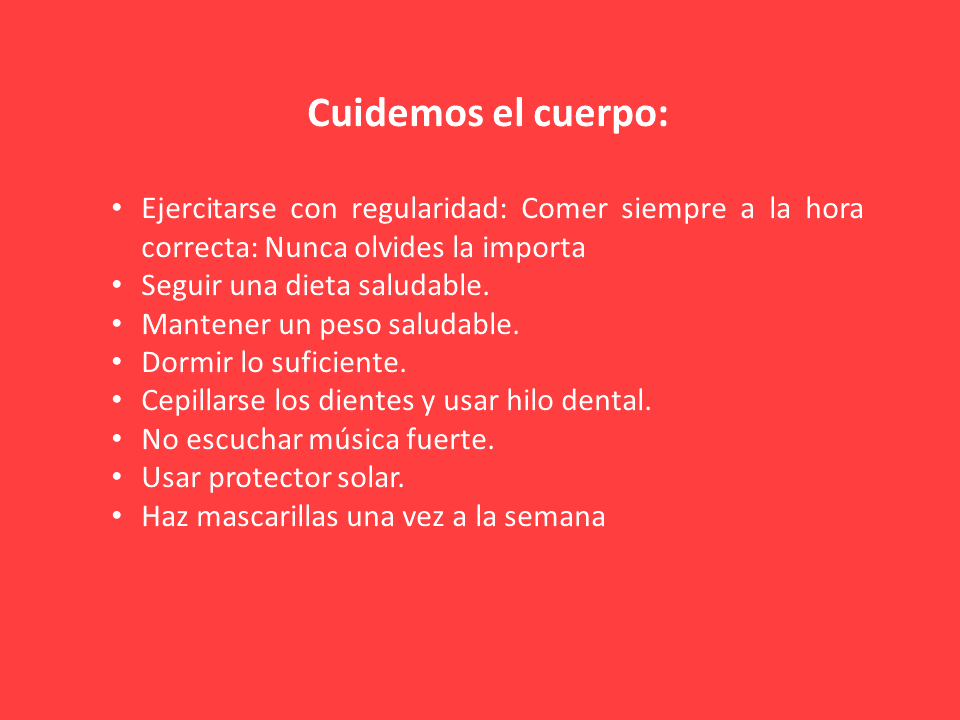 Cuidemos el cuerpo:
• Ejercitarse con regularidad: Comer siempre a la hora
correcta: Nunca olvides la importa
• Seguir una dieta saludable.
• Mantener un peso saludable.
• Dormir lo suficiente.
• Cepillarse los dientes y usar hilo dental.
• No escuchar música fuerte.
• Usar protector solar.
• Haz mascarillas una vez a la semana